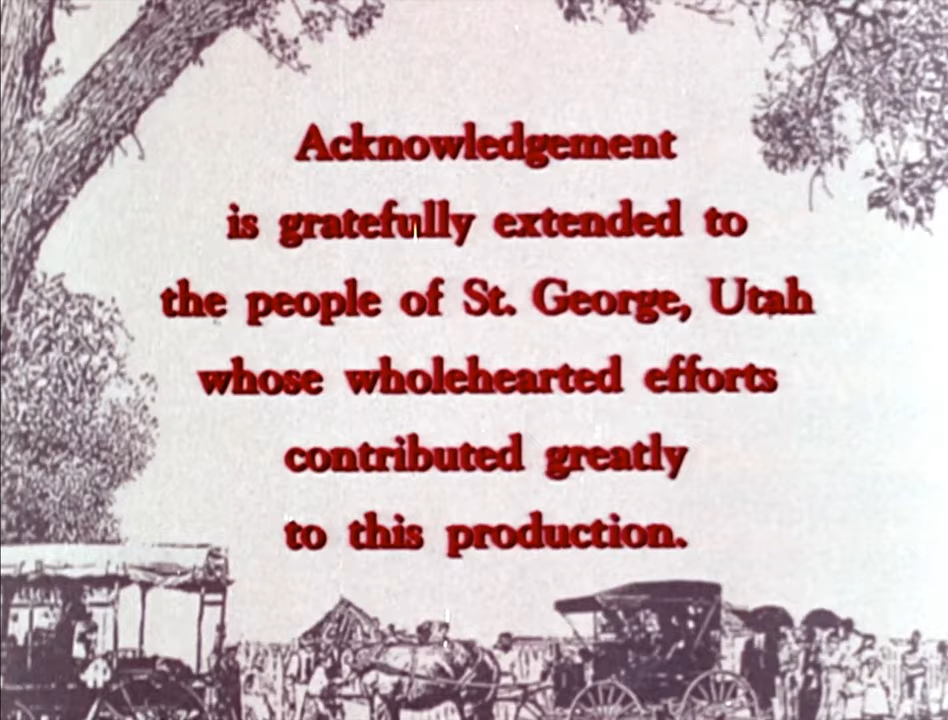 Acknowledgement
is gratefully extended to
the people of St. George, Utah
whose wholehearted efforts
contributed greatly
to this production.